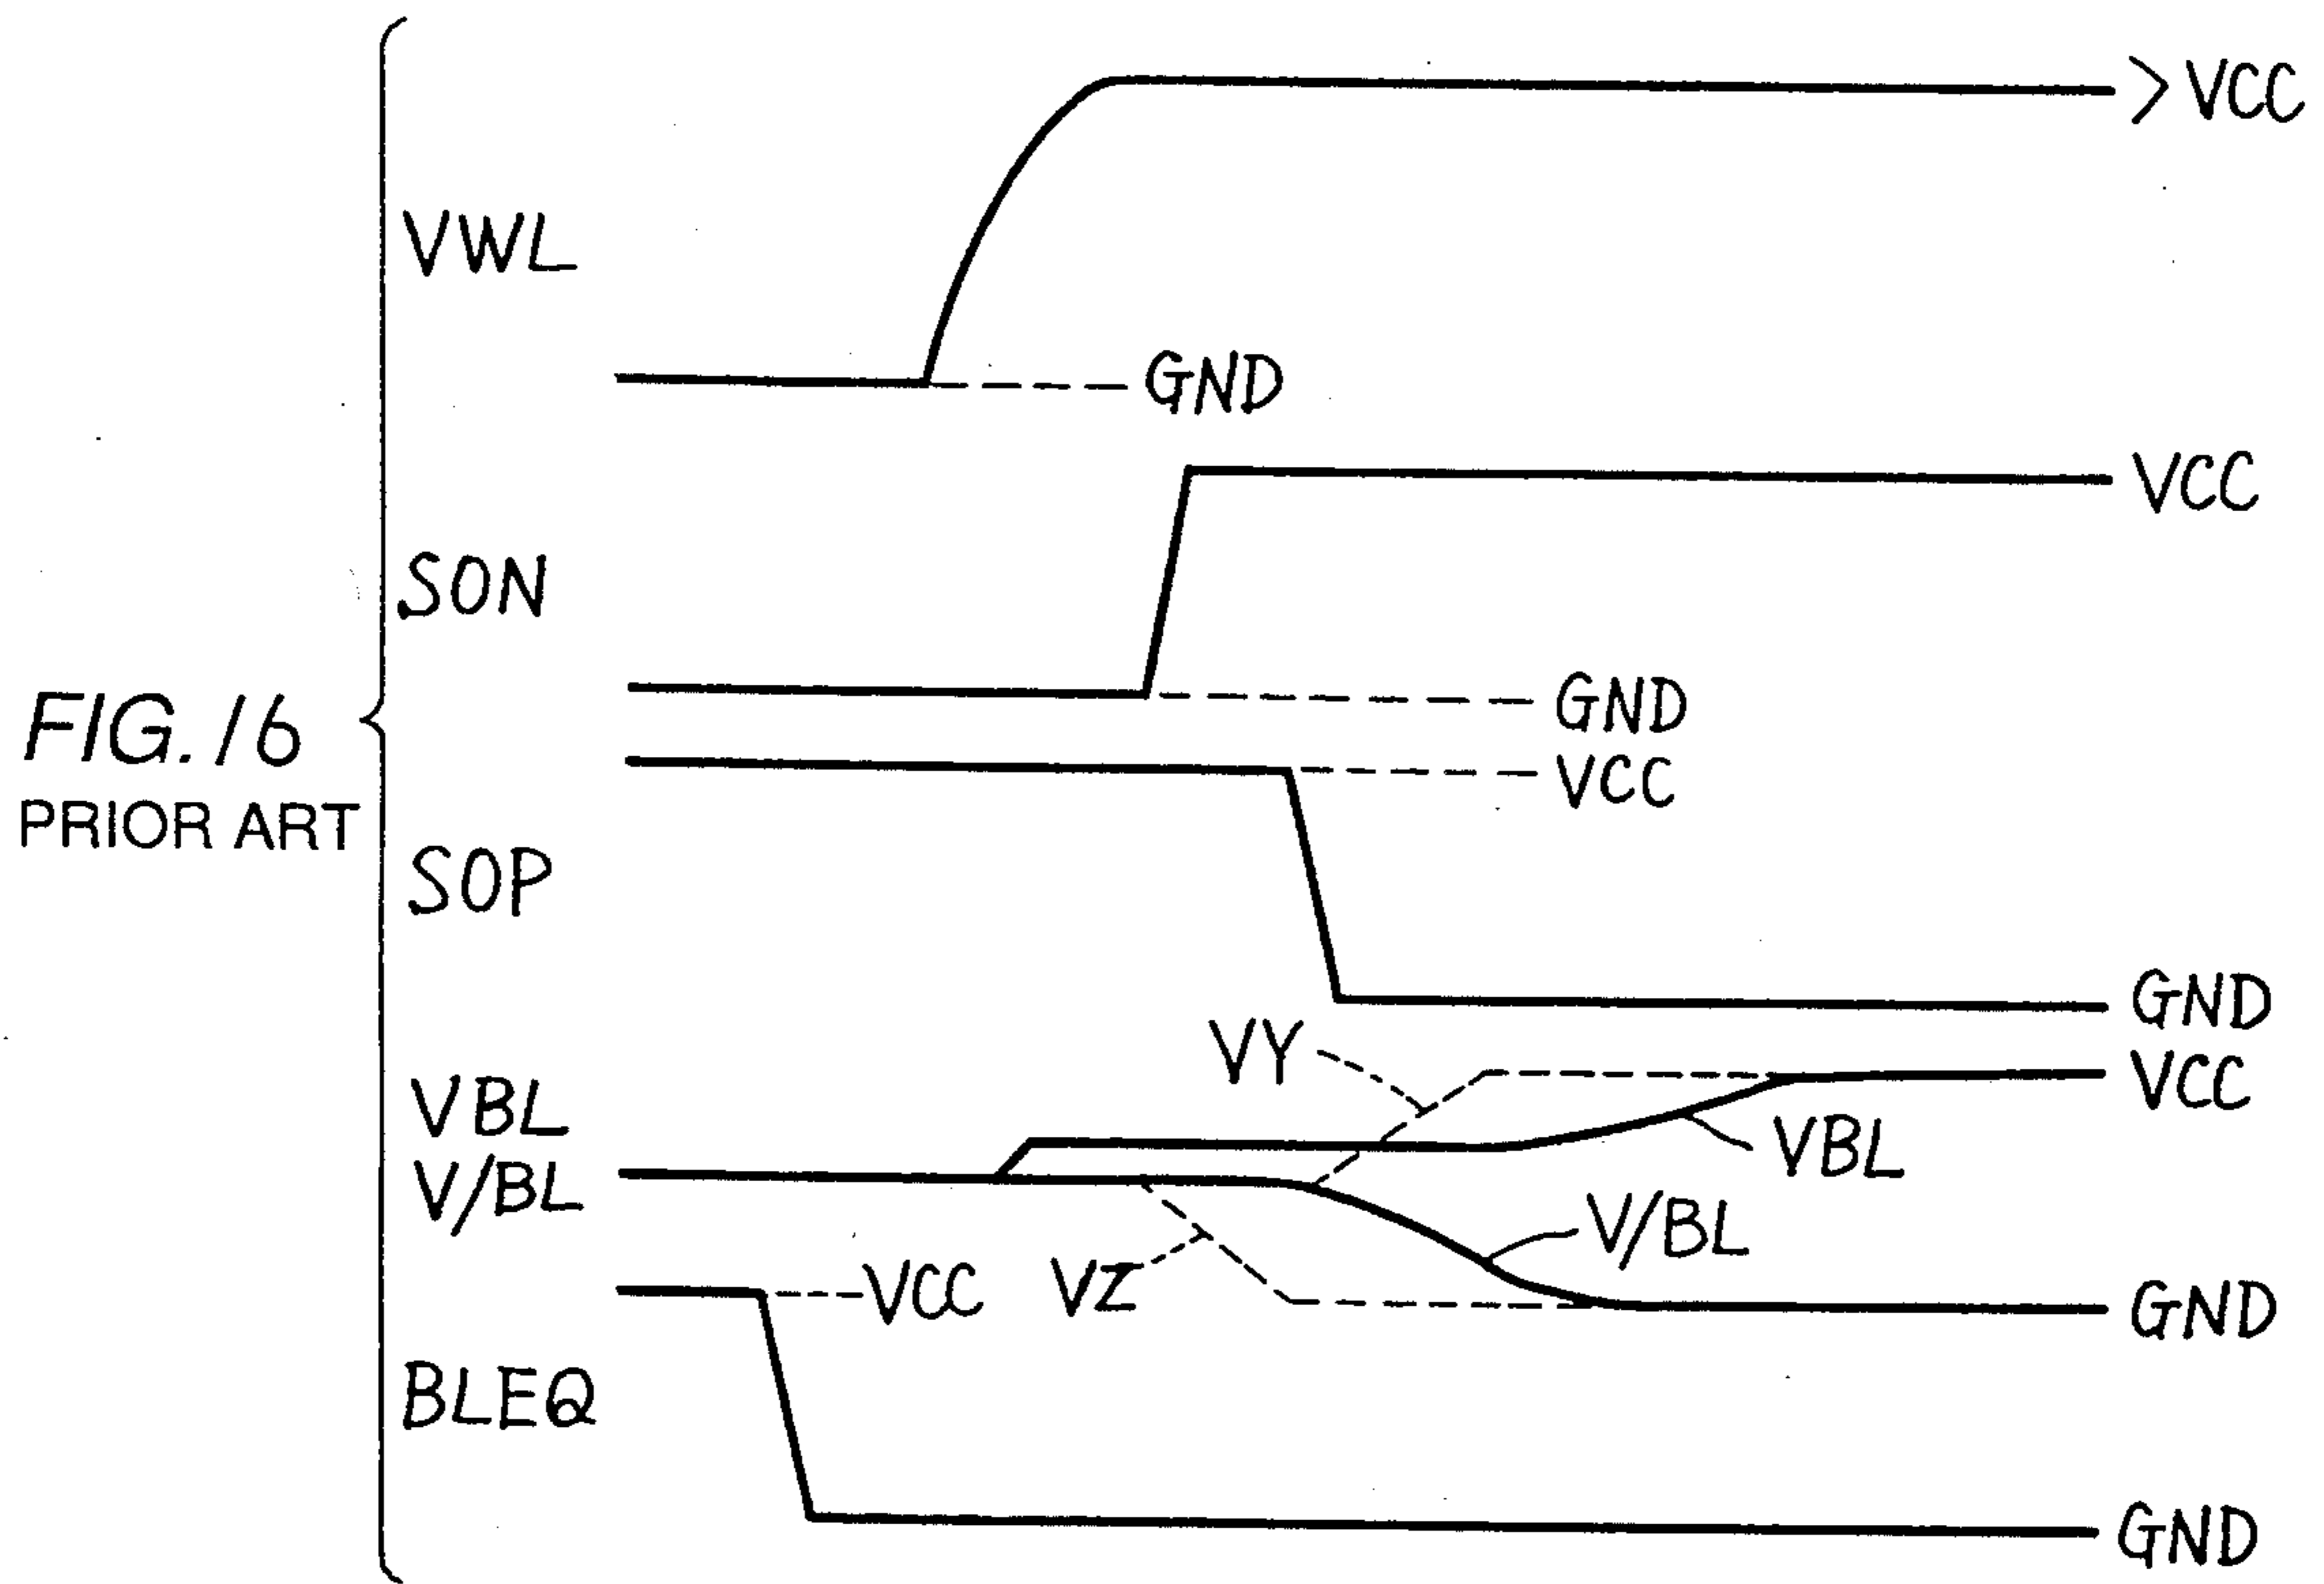 > VCC
VWL
GND
VCC
SON
GND
FIG. 16
PRIOR ART
VCC
SOP
GND
VY
VCC
VBL
VBL
V/BL
V/BL
VZ
VCC
GND
BLEQ
GND